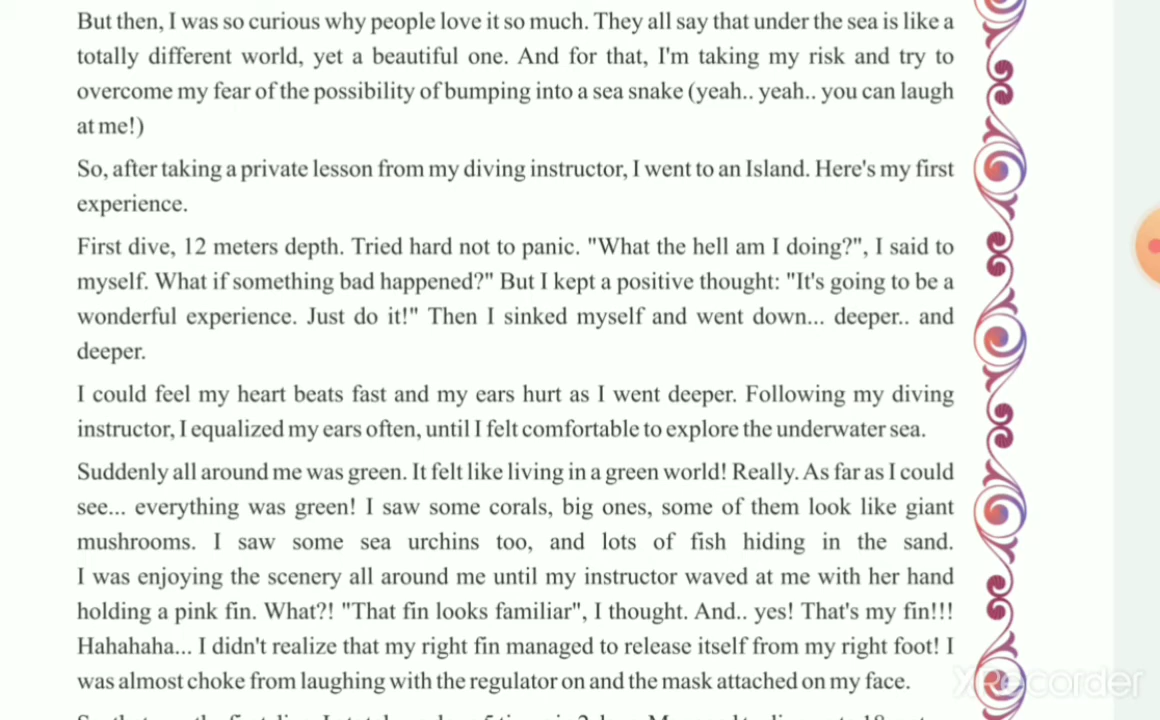 But then, I was so curious why people love it so much. They all say that under the sea is like a
totally different world, yet a beautiful one. And for that, I'm taking my risk and try to
overcome my fear of the possibility of bumping into a sea snake (yeah.. yeah.. you can laugh
at me!)
So, after taking a private lesson from my diving instructor, I went to an Island. Here's my first
experience.
First dive, 12 meters depth. Tried hard not to panic. "What the hell am I doing?", I said to
myself. What if something bad happened?" But I kept a positive thought: "It's going to be a
wonderful experience. Just do it!" Then I sinked myself and went down... deeper.. and
deeper.
I could feel my heart beats fast and my ears hurt as I went deeper. Following my diving
instructor, I equalized my ears often, until I felt comfortable to explore the underwater sea.
Suddenly all around me was green. It felt like living in a green world! Really. As far as I could
see... everything was green! I saw some corals, big ones, some of them look like giant
mushrooms. I saw some sea urchins too, and lots of fish hiding in the sand.
I was enjoying the scenery all around me until my instructor waved at me with her hand
holding a pink fin. What?! "That fin looks familiar", I thought. And.. yes! That's my fin!!!
Hahahaha... I didn't realize that my right fin managed to release itself from my right foot! I
was almost choke from laughing with the regulator on and the mask attached on my face.
XRecorder